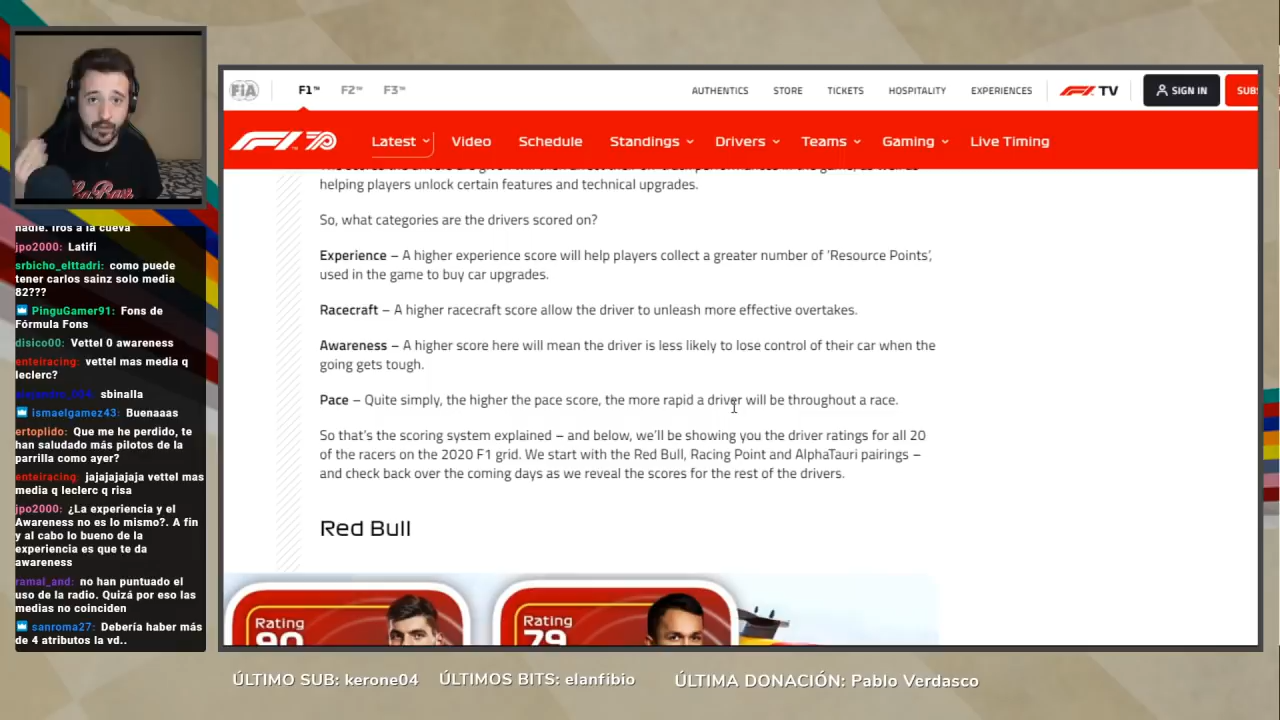 FIA
F1™ F2™ F3™ AUTHENTICS STORE TICKETS HOSPITALITY EXPERIENCES F1 TV SIGN IN SUBS
F1 70 Latest Video Schedule Standings Drivers Teams Gaming Live Timing
helping players unlock certain features and technical upgrades.
So, what categories are the drivers scored on?
Experience – A higher experience score will help players collect a greater number of 'Resource Points',
used in the game to buy car upgrades.
Racecraft – A higher racecraft score allow the driver to unleash more effective overtakes.
Awareness – A higher score here will mean the driver is less likely to lose control of their car when the
going gets tough.
Pace – Quite simply, the higher the pace score, the more rapid a driver will be throughout a race.
So that's the scoring system explained – and below, we'll be showing you the driver ratings for all 20
of the racers on the 2020 F1 grid. We start with the Red Bull, Racing Point and AlphaTauri pairings –
and check back over the coming days as we reveal the scores for the rest of the drivers.
Red Bull
Rating
90
Rating
79
nadie. Iros a la cueva
jpo2000: Latifi
srbicho_elttadri: como puede
tener carlos sainz solo media
82???
PinguGamer91: Fons de
Fórmula Fons
disico00: Vettel 0 awareness
enteiracing: vettel mas media q
leclerc?
sbinalla
ismaelgamez43: Buenaaas
ertoplido: Que me he perdido, te
han saludado más pilotos de la
parrilla como ayer?
enteiracing: jajajajajaja vettel mas
media q leclerc q risa
jpo2000: ¿La experiencia y el
Awareness no es lo mismo?. A fin
y al cabo lo bueno de la
experiencia es que te da
awareness
ramal_and: no han puntuado el
uso de la radio. Quizá por eso las
medias no coinciden
sanroma27: Debería haber más
de 4 atributos la vd..
ÚLTIMO SUB: kerone04 ÚLTIMOS BITS: elanfibio ÚLTIMA DONACIÓN: Pablo Verdasco